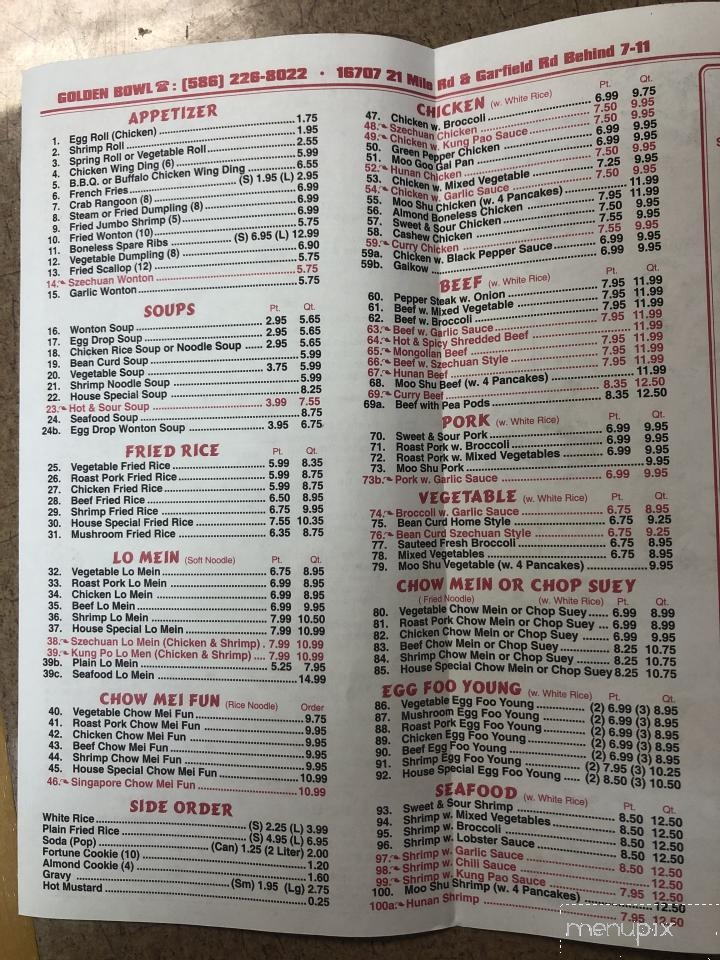 GOLDEN BOWL ☎: (586) 226-8022 • 16707 21 Mile Rd & Garfield Rd Behind 7-11
APPETIZER
1. Egg Roll (Chicken) 1.75
2. Shrimp Roll 1.95
3. Spring Roll or Vegetable Roll 2.55
4. Chicken Wing Ding (6) 5.99
5. B.B.Q. or Buffalo Chicken Wing Ding 6.55
6. French Fries (S) 1.95 (L) 2.95
7. Crab Rangoon (8) 6.99
8. Steam or Fried Dumpling (8) 6.99
9. Fried Jumbo Shrimp (5) 6.99
10. Fried Wonton (10) 5.75
11. Boneless Spare Ribs (S) 6.95 (L) 12.99
12. Vegetable Dumpling (8) 6.90
13. Fried Scallop (12) 5.75
14. Szechuan Wonton 5.75
15. Garlic Wonton 5.75
SOUPS Pt. Qt.
16. Wonton Soup 2.95 5.65
17. Egg Drop Soup 2.95 5.65
18. Chicken Rice Soup or Noodle Soup 2.95 5.65
19. Bean Curd Soup 5.99
20. Vegetable Soup 3.75 5.99
21. Shrimp Noodle Soup 5.99
22. House Special Soup 8.25
23. Hot & Sour Soup 3.99 7.55
24. Seafood Soup 8.75
24b. Egg Drop Wonton Soup 3.95 6.75
FRIED RICE Pt. Qt.
25. Vegetable Fried Rice 5.99 8.35
26. Roast Pork Fried Rice 5.99 8.75
27. Chicken Fried Rice 5.99 8.75
28. Beef Fried Rice 6.50 8.95
29. Shrimp Fried Rice 6.75 9.95
30. House Special Fried Rice 7.55 10.35
31. Mushroom Fried Rice 6.35 8.75
LO MEIN (Soft Noodle) Pt. Qt.
32. Vegetable Lo Mein 6.75 8.95
33. Roast Pork Lo Mein 6.99 8.95
34. Chicken Lo Mein 6.99 8.95
35. Beef Lo Mein 6.99 9.95
36. Shrimp Lo Mein 7.99 10.50
37. House Special Lo Mein 7.99 10.99
38. Szechuan Lo Mein (Chicken & Shrimp) 7.99 10.99
39. Kung Po Lo Men (Chicken & Shrimp) 7.99 10.99
39b. Plain Lo Mein 5.25 7.95
39c. Seafood Lo Mein 14.99
CHOW MEI FUN (Rice Noodle) Order
40. Vegetable Chow Mei Fun 9.75
41. Roast Pork Chow Mei Fun 9.95
42. Chicken Chow Mei Fun 9.95
43. Beef Chow Mei Fun 9.95
44. Shrimp Chow Mei Fun 9.95
45. House Special Chow Mei Fun 10.99
46. Singapore Chow Mei Fun 10.99
SIDE ORDER
White Rice (S) 2.25 (L) 3.99
Plain Fried Rice (S) 4.95 (L) 6.95
Soda (Pop) (Can) 1.25 (2 Liter) 2.00
Fortune Cookie (10) 1.20
Almond Cookie (4) 1.60
Gravy (Sm) 1.95 (Lg) 2.75
Hot Mustard 0.25
CHICKEN (w. White Rice) Pt. Qt.
47. Chicken w. Broccoli 6.99 9.75
48. Szechuan Chicken 7.50 9.95
49. Chicken w. Kung Pao Sauce 7.50 9.95
50. Green Pepper Chicken 6.99 9.95
51. Moo Goo Gai Pan 6.99 9.95
52. Hunan Chicken 7.50 9.95
53. Chicken w. Mixed Vegetable 7.25 9.95
54. Chicken w. Garlic Sauce 7.50 9.95
55. Moo Shu Chicken (w. 4 Pancakes) 11.99
56. Almond Boneless Chicken 7.95 11.99
57. Sweet & Sour Chicken 7.50 9.95
58. Cashew Chicken 7.55 9.95
59. Curry Chicken 7.55 9.95
59a. Chicken w. Black Pepper Sauce 6.99 9.95
59b. Gaikow 6.99 9.95
BEEF (w. White Rice) Pt. Qt.
60. Pepper Steak w. Onion 7.95 11.99
61. Beef w. Mixed Vegetable 7.95 11.99
62. Beef w. Broccoli 7.95 11.99
63. Beef w. Garlic Sauce 7.95 11.99
64. Hot & Spicy Shredded Beef 11.99
65. Mongolian Beef 7.95 11.99
66. Beef w. Szechuan Style 7.95 11.99
67. Hunan Beef 7.95 11.99
68. Moo Shu Beef (w. 4 Pancakes) 11.99
69. Curry Beef 8.35 12.50
69a. Beef with Pea Pods 8.35 12.50
PORK (w. White Rice) Pt. Qt.
70. Sweet & Sour Pork 6.99 9.95
71. Roast Pork w. Broccoli 6.99 9.95
72. Roast Pork w. Mixed Vegetables 6.99 9.95
73. Moo Shu Pork 9.95
73b. Pork w. Garlic Sauce 6.99 9.95
VEGETABLE (w. White Rice) Pt. Qt.
74. Broccoli w. Garlic Sauce 6.75 8.95
75. Bean Curd Home Style 6.75 9.25
76. Bean Curd Szechuan Style 6.75 9.25
77. Sauteed Fresh Broccoli 6.75 8.95
78. Mixed Vegetables 6.75 8.95
79. Moo Shu Vegetable (w. 4 Pancakes) 9.95
CHOW MEIN OR CHOP SUEY
(Fried Noodle) (w. White Rice) Pt. Qt.
80. Vegetable Chow Mein or Chop Suey 6.99 8.99
81. Roast Pork Chow Mein or Chop Suey 6.99 8.99
82. Chicken Chow Mein or Chop Suey 6.99 9.95
83. Beef Chow Mein or Chop Suey 8.25 10.75
84. Shrimp Chow Mein or Chop Suey 8.25 10.75
85. House Special Chow Mein or Chop Suey 8.25 10.75
EGG FOO YOUNG (w. White Rice) Pt. Qt.
86. Vegetable Egg Foo Young (2) 6.99 (3) 8.95
87. Mushroom Egg Foo Young (2) 6.99 (3) 8.95
88. Roast Pork Egg Foo Young (2) 6.99 (3) 8.95
89. Chicken Egg Foo Young (2) 6.99 (3) 8.95
90. Beef Egg Foo Young (2) 6.99 (3) 8.95
91. Shrimp Egg Foo Young (2) 7.95 (3) 10.25
92. House Special Egg Foo Young (2) 8.50 (3) 10.50
SEAFOOD (w. White Rice) Pt. Qt.
93. Sweet & Sour Shrimp 8.50 12.50
94. Shrimp w. Mixed Vegetables 8.50 12.50
95. Shrimp w. Broccoli 8.50 12.50
96. Shrimp w. Lobster Sauce 8.50 12.50
97. Shrimp w. Garlic Sauce 8.50 12.50
98. Shrimp w. Chili Sauce 12.50
99. Shrimp w. Kung Pao Sauce 7.95 12.50
100. Moo Shu Shrimp (w. 4 Pancakes) 12.50
100a. Hunan Shrimp 7.95 12.50
menupix